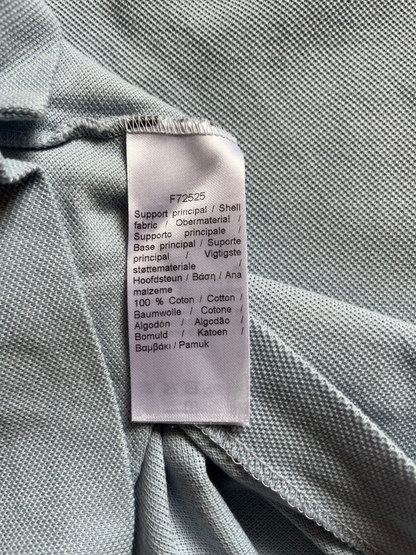 F72525
Support principal / Shell
fabric / Obermaterial /
Supporto principale /
Base principal / Suporte
principal / Vigtigste
støttemateriale /
Hoofdsteun / Βάση / Ana
malzeme
100 % Coton / Cotton /
Baumwolle / Cotone /
Algodón / Algodão /
Bomuld / Katoen /
Βαμβάκι / Pamuk